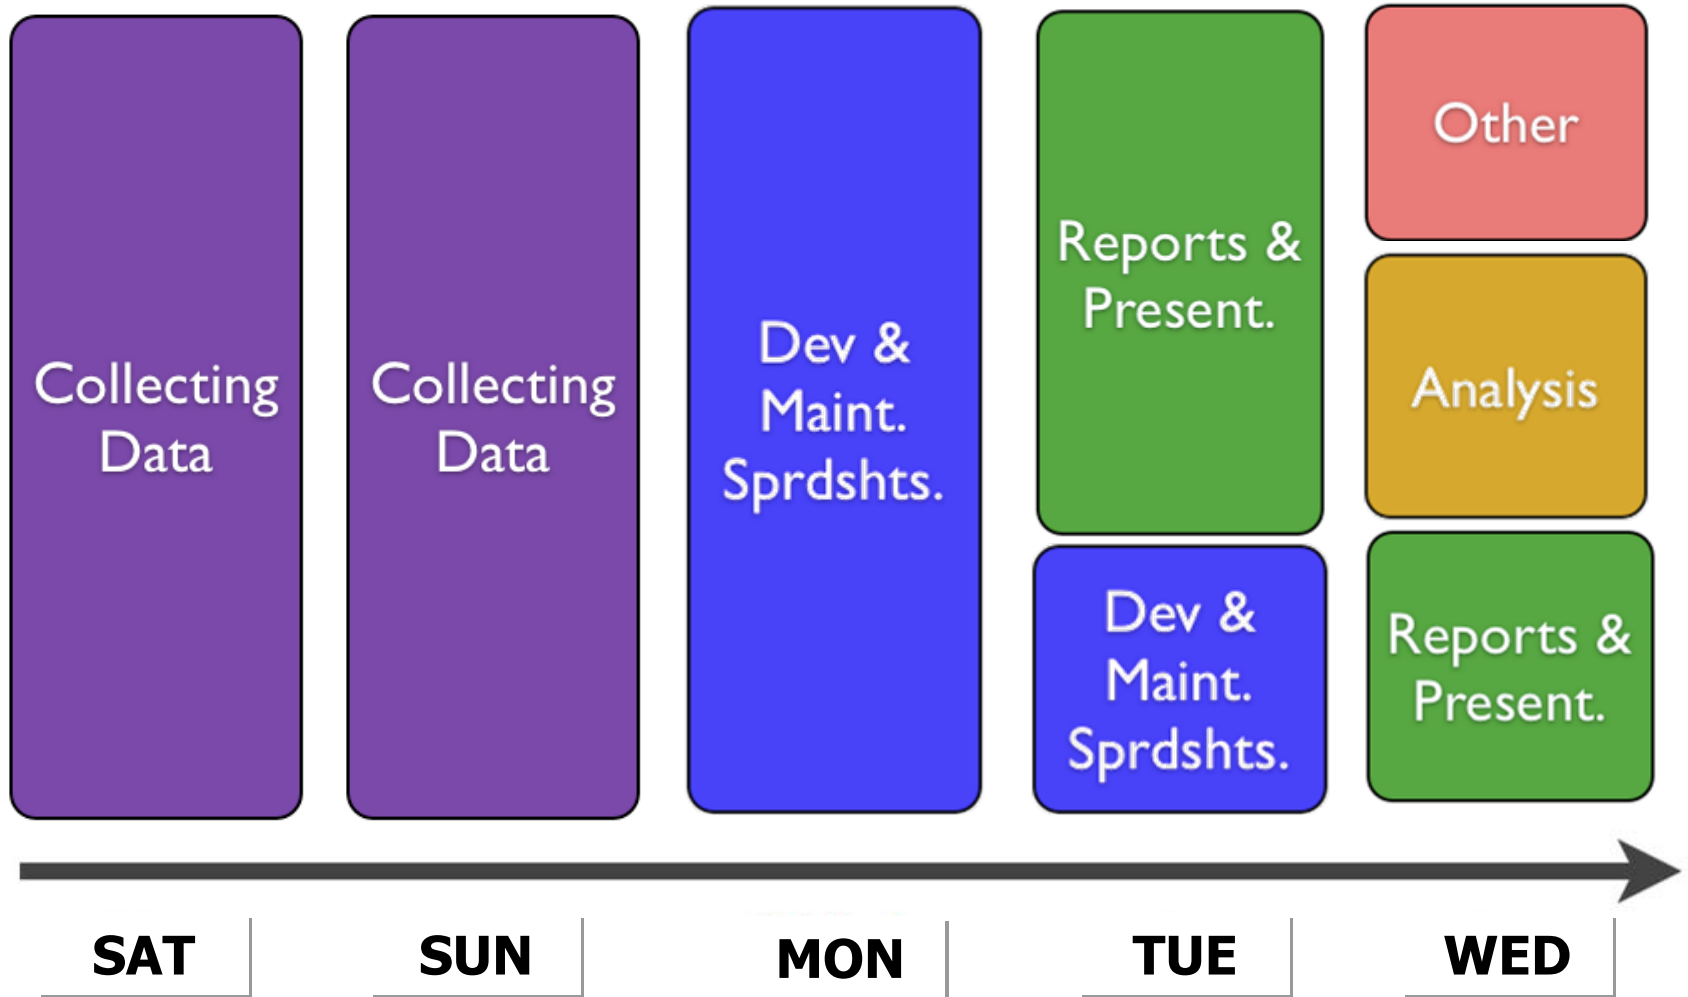 Collecting
Data
Collecting
Data
Dev &
Maint.
Sprdshts.
Reports &
Present.
Dev &
Maint.
Sprdshts.
Other
Analysis
Reports &
Present.
SAT
SUN
MON
TUE
WED